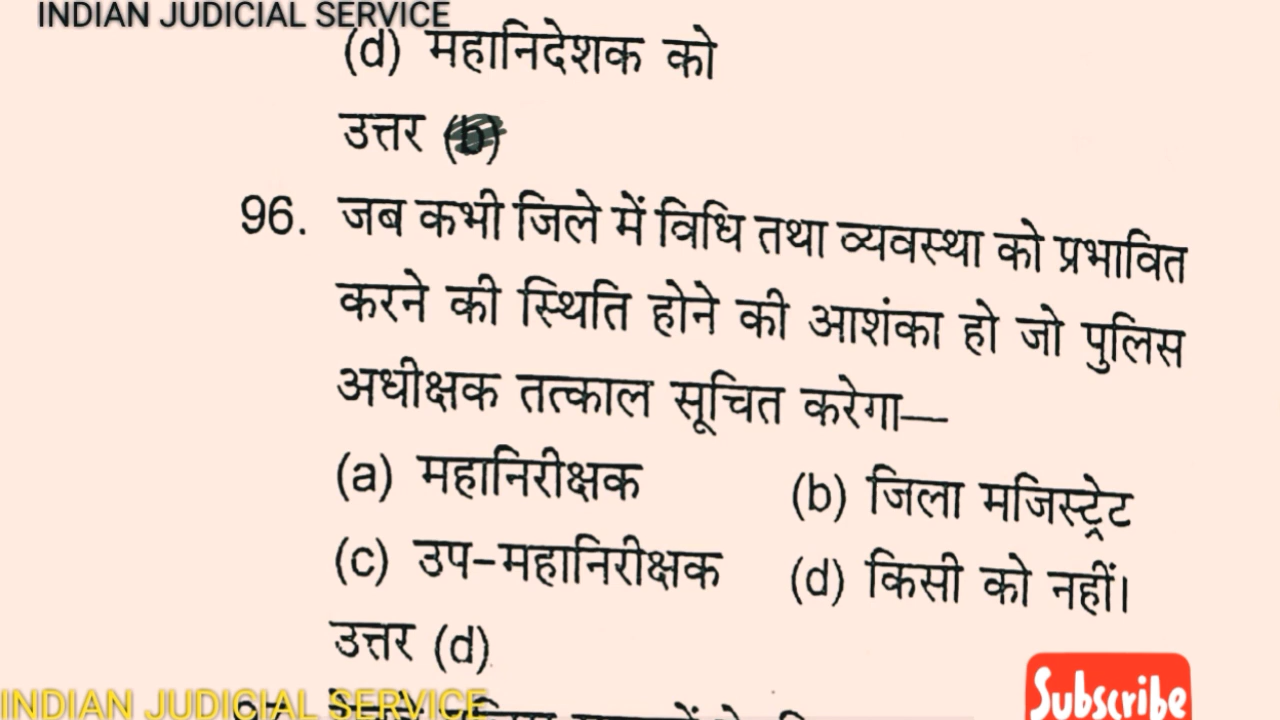 INDIAN JUDICIAL SERVICE
(d) महानिदेशक को
उत्तर (b)
96. जब कभी जिले में विधि तथा व्यवस्था को प्रभावित
करने की स्थिति होने की आशंका हो जो पुलिस
अधीक्षक तत्काल सूचित करेगा—
(a) महानिरीक्षक (b) जिला मजिस्ट्रेट
(c) उप-महानिरीक्षक (d) किसी को नहीं।
उत्तर (d)
Subscribe
INDIAN JUDICIAL SERVICE